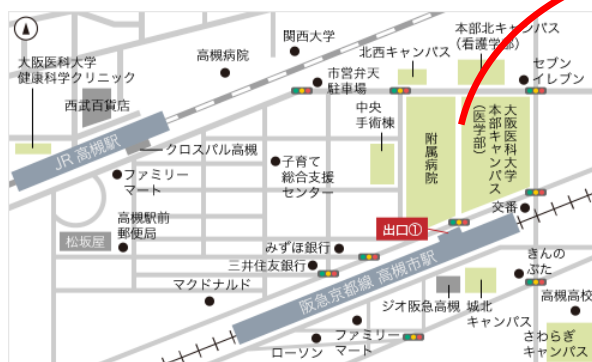 関西大学
高槻病院
北西キャンパス
本部北キャンパス
(看護学部)
大阪医科大学
健康科学クリニック
市営弁天
駐車場
セブン
イレブン
西武百貨店
中央
手術棟
大阪医科大学
本部キャンパス
(医学部)
附属病院
JR 高槻駅
クロスパル高槻
ファミリー
マート
子育て
総合支援
センター
交番
高槻駅前
郵便局
出口①
松坂屋
みずほ銀行
三井住友銀行
阪急京都線 高槻市駅
きんの
ぶた
マクドナルド
ジオ阪急高槻
城北
キャンパス
高槻高校
ファミリー
マート
ローソン
さわらぎ
キャンパス